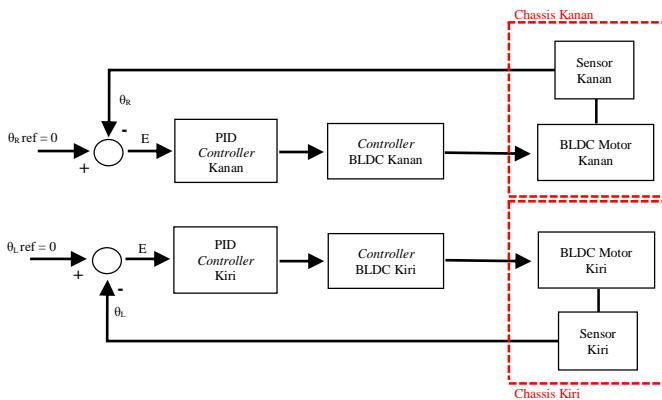 Chassis Kanan
Sensor
Kanan
θR
-
θR ref = 0
+
E
PID
Controller
Kanan
Controller
BLDC Kanan
BLDC Motor
Kanan
θL ref = 0
+
-
E
PID
Controller
Kiri
Controller
BLDC Kiri
BLDC Motor
Kiri
θL
Sensor
Kiri
Chassis Kiri